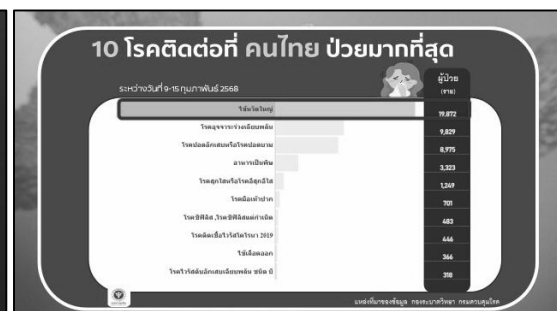 10 โรคติดต่อที่ คนไทย ป่วยมากที่สุด
ระหว่างวันที่ 9-15 กุมภาพันธ์ 2568
ผู้ป่วย
(ราย)
ไข้หวัดใหญ่ 19,872
โรคอุจจาระร่วงเฉียบพลัน 9,829
โรคปอดอักเสบหรือโรคปอดบวม 8,975
อาหารเป็นพิษ 3,323
โรคสุกใสหรือโรคอีสุกอีใส 1,249
โรคมือเท้าปาก 701
โรคซิฟิลิส ,โรคซิฟิลิสแต่กำเนิด 483
โรคติดเชื้อไวรัสโคโรนา 2019 446
ไข้เลือดออก 366
โรคไวรัสตับอักเสบเฉียบพลัน ชนิด บี 318
แหล่งที่มาของข้อมูล กองระบาดวิทยา กรมควบคุมโรค